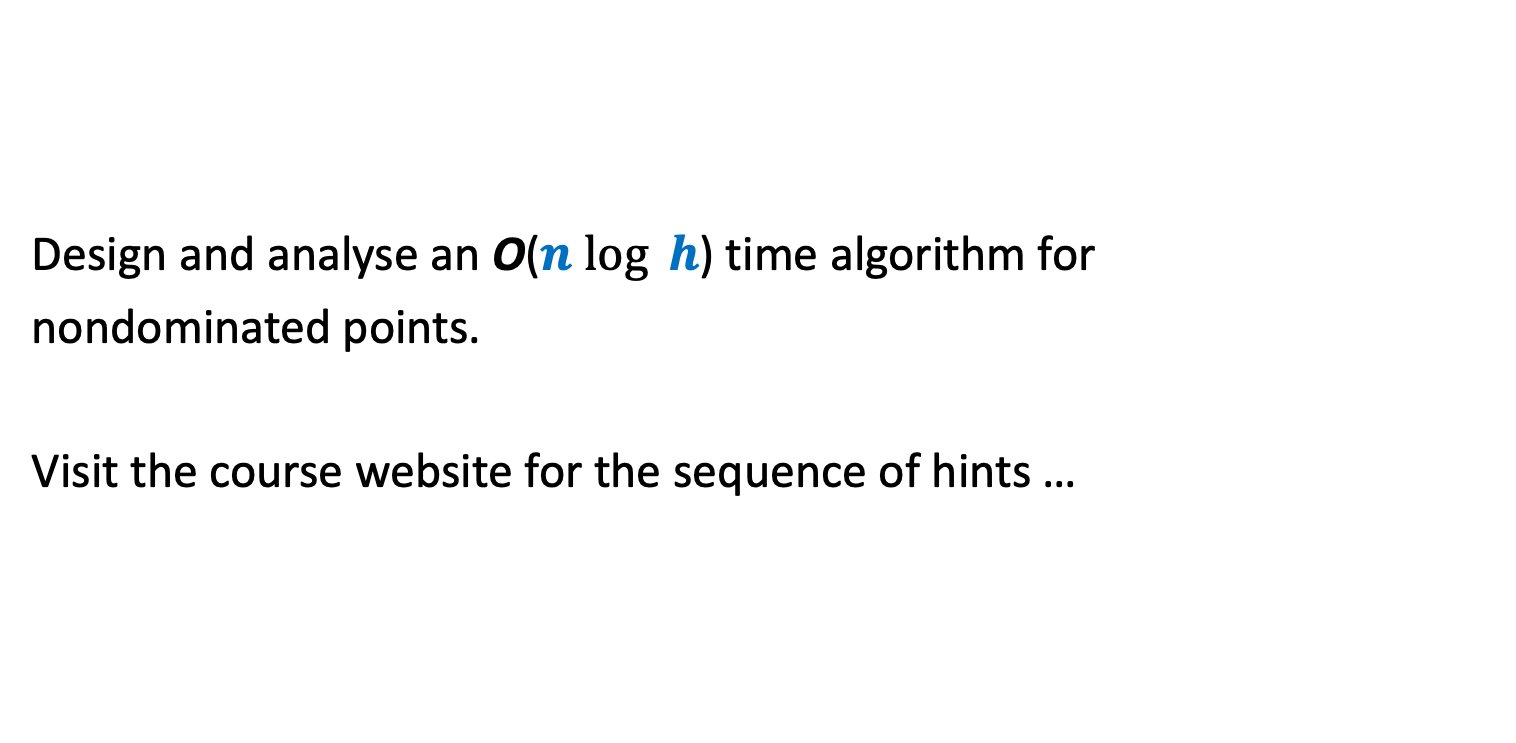 Design and analyse an O(n log h) time algorithm for
nondominated points.
Visit the course website for the sequence of hints ...